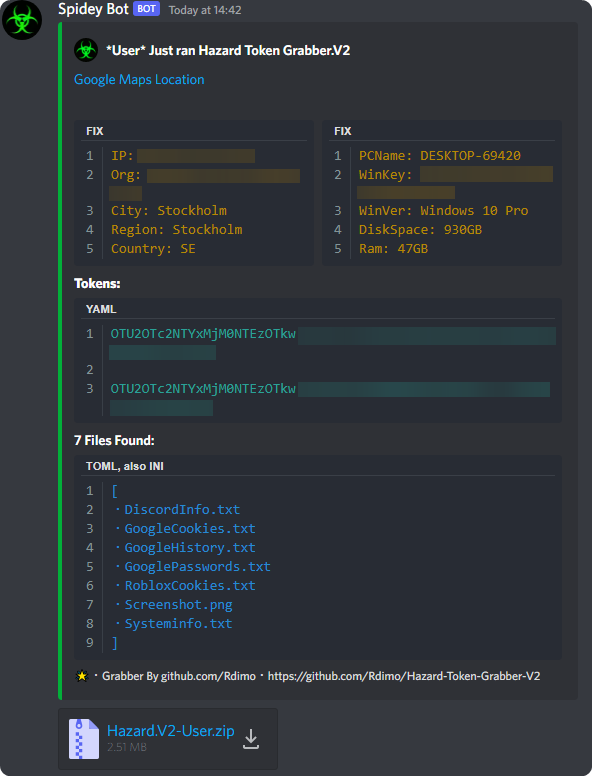 Spidey Bot BOT Today at 14:42
*User* Just ran Hazard Token Grabber.V2
Google Maps Location
FIX
1 IP:
2 Org:
3 City: Stockholm
4 Region: Stockholm
5 Country: SE
FIX
1 PCName: DESKTOP-69420
2 WinKey:
3 WinVer: Windows 10 Pro
4 DiskSpace: 930GB
5 Ram: 47GB
Tokens:
YAML
1 OTU2OTc2NTYxMjM0NTEzOTkw
2
3 OTU2OTc2NTYxMjM0NTEzOTkw
7 Files Found:
TOML, also INI
1 [
2 · DiscordInfo.txt
3 · GoogleCookies.txt
4 · GoogleHistory.txt
5 · GooglePasswords.txt
6 · RobloxCookies.txt
7 · Screenshot.png
8 · Systeminfo.txt
9 ]
· Grabber By github.com/Rdimo · https://github.com/Rdimo/Hazard-Token-Grabber-V2
Hazard.V2-User.zip
2.51 MB